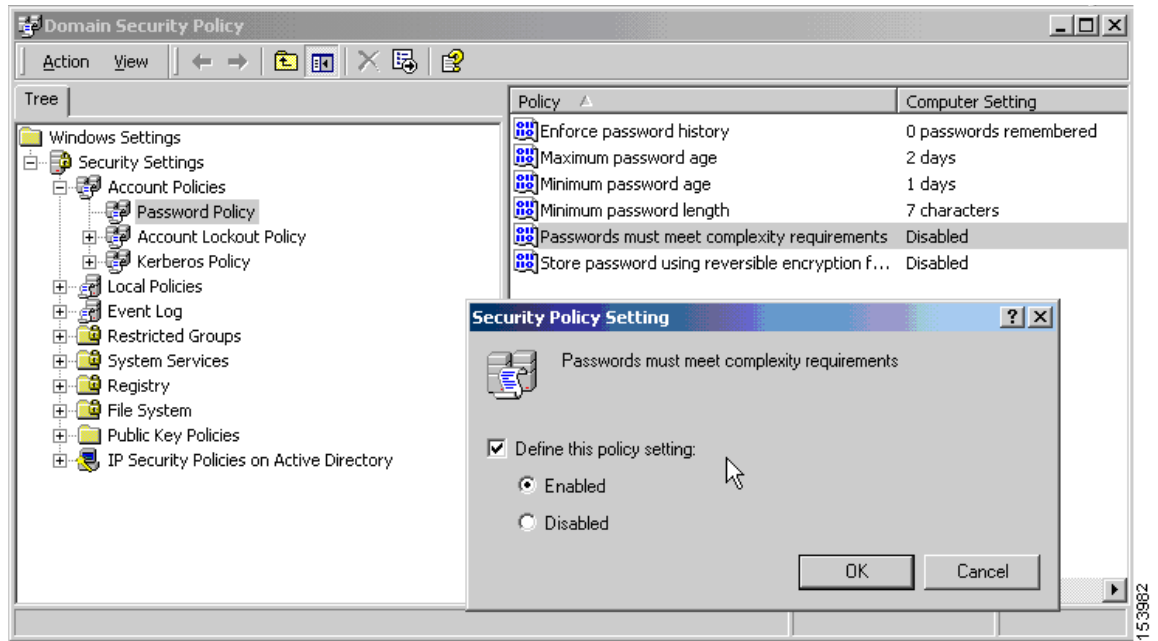 Domain Security Policy
Action View
Tree
Policy Computer Setting
Windows Settings
Security Settings
Account Policies
Password Policy
Account Lockout Policy
Kerberos Policy
Local Policies
Event Log
Restricted Groups
System Services
Registry
File System
Public Key Policies
IP Security Policies on Active Directory
Enforce password history 0 passwords remembered
Maximum password age 2 days
Minimum password age 1 days
Minimum password length 7 characters
Passwords must meet complexity requirements Disabled
Store password using reversible encryption f... Disabled
Security Policy Setting
Passwords must meet complexity requirements
Define this policy setting:
Enabled
Disabled
OK Cancel
153982